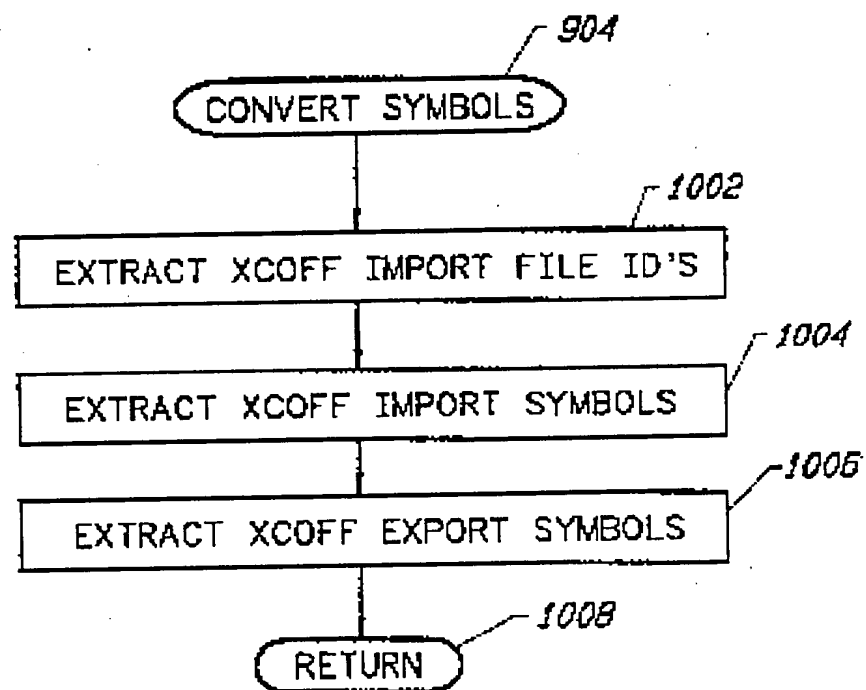 904
CONVERT SYMBOLS
1002
EXTRACT XCOFF IMPORT FILE ID'S
1004
EXTRACT XCOFF IMPORT SYMBOLS
1006
EXTRACT XCOFF EXPORT SYMBOLS
1008
RETURN